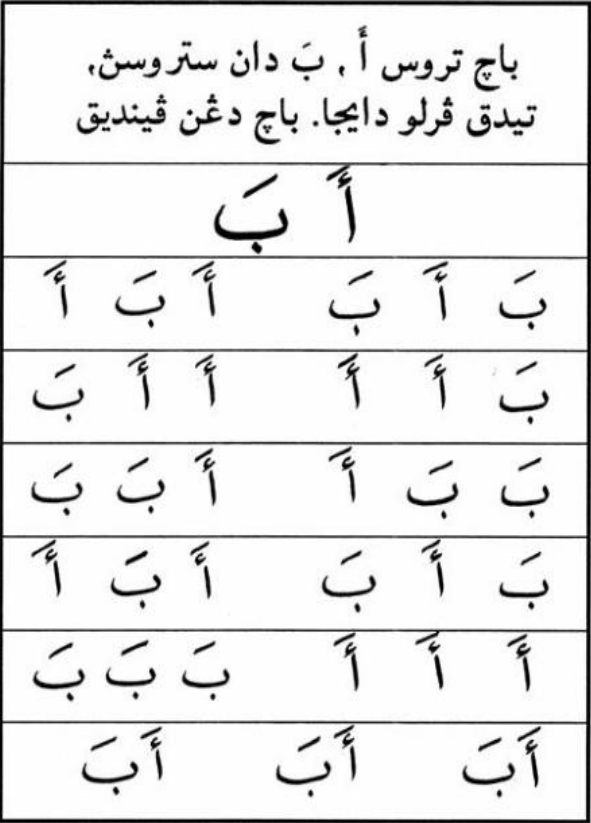 باچ تروس أَ , بَ دان ستروسڽ,
تيدق ڤرلو دايجا. باچ دڠن ڤينديق
أَ بَ
بَ أَ بَ أَ بَ أَ
بَ أَ أَ أَ أَ بَ
بَ بَ أَ أَ بَ بَ
بَ أَ بَ أَ بَ أَ
أَ أَ أَ بَ بَ بَ
أَبَ أَبَ أَبَ